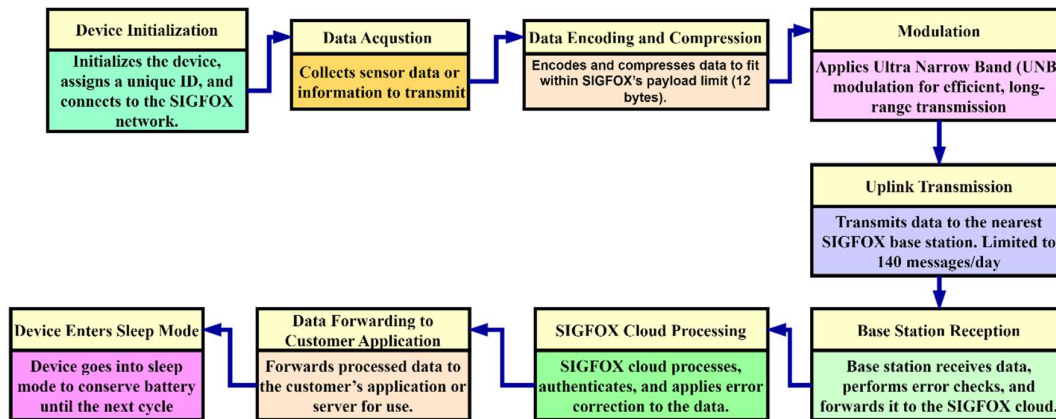 Device Initialization
Initializes the device,
assigns a unique ID, and
connects to the SIGFOX
network.
Data Acqustion
Collects sensor data or
information to transmit
Data Encoding and Compression
Encodes and compresses data to fit
within SIGFOX's payload limit (12
bytes).
Modulation
Applies Ultra Narrow Band (UNB
modulation for efficient, long-
range transmission
Uplink Transmission
Transmits data to the nearest
SIGFOX base station. Limited to
140 messages/day
Base Station Reception
Base station receives data,
performs error checks, and
forwards it to the SIGFOX cloud.
SIGFOX Cloud Processing
SIGFOX cloud processes,
authenticates, and applies error
correction to the data.
Data Forwarding to
Customer Application
Forwards processed data to
the customer's application or
server for use.
Device Enters Sleep Mode
Device goes into sleep
mode to conserve battery
until the next cycle